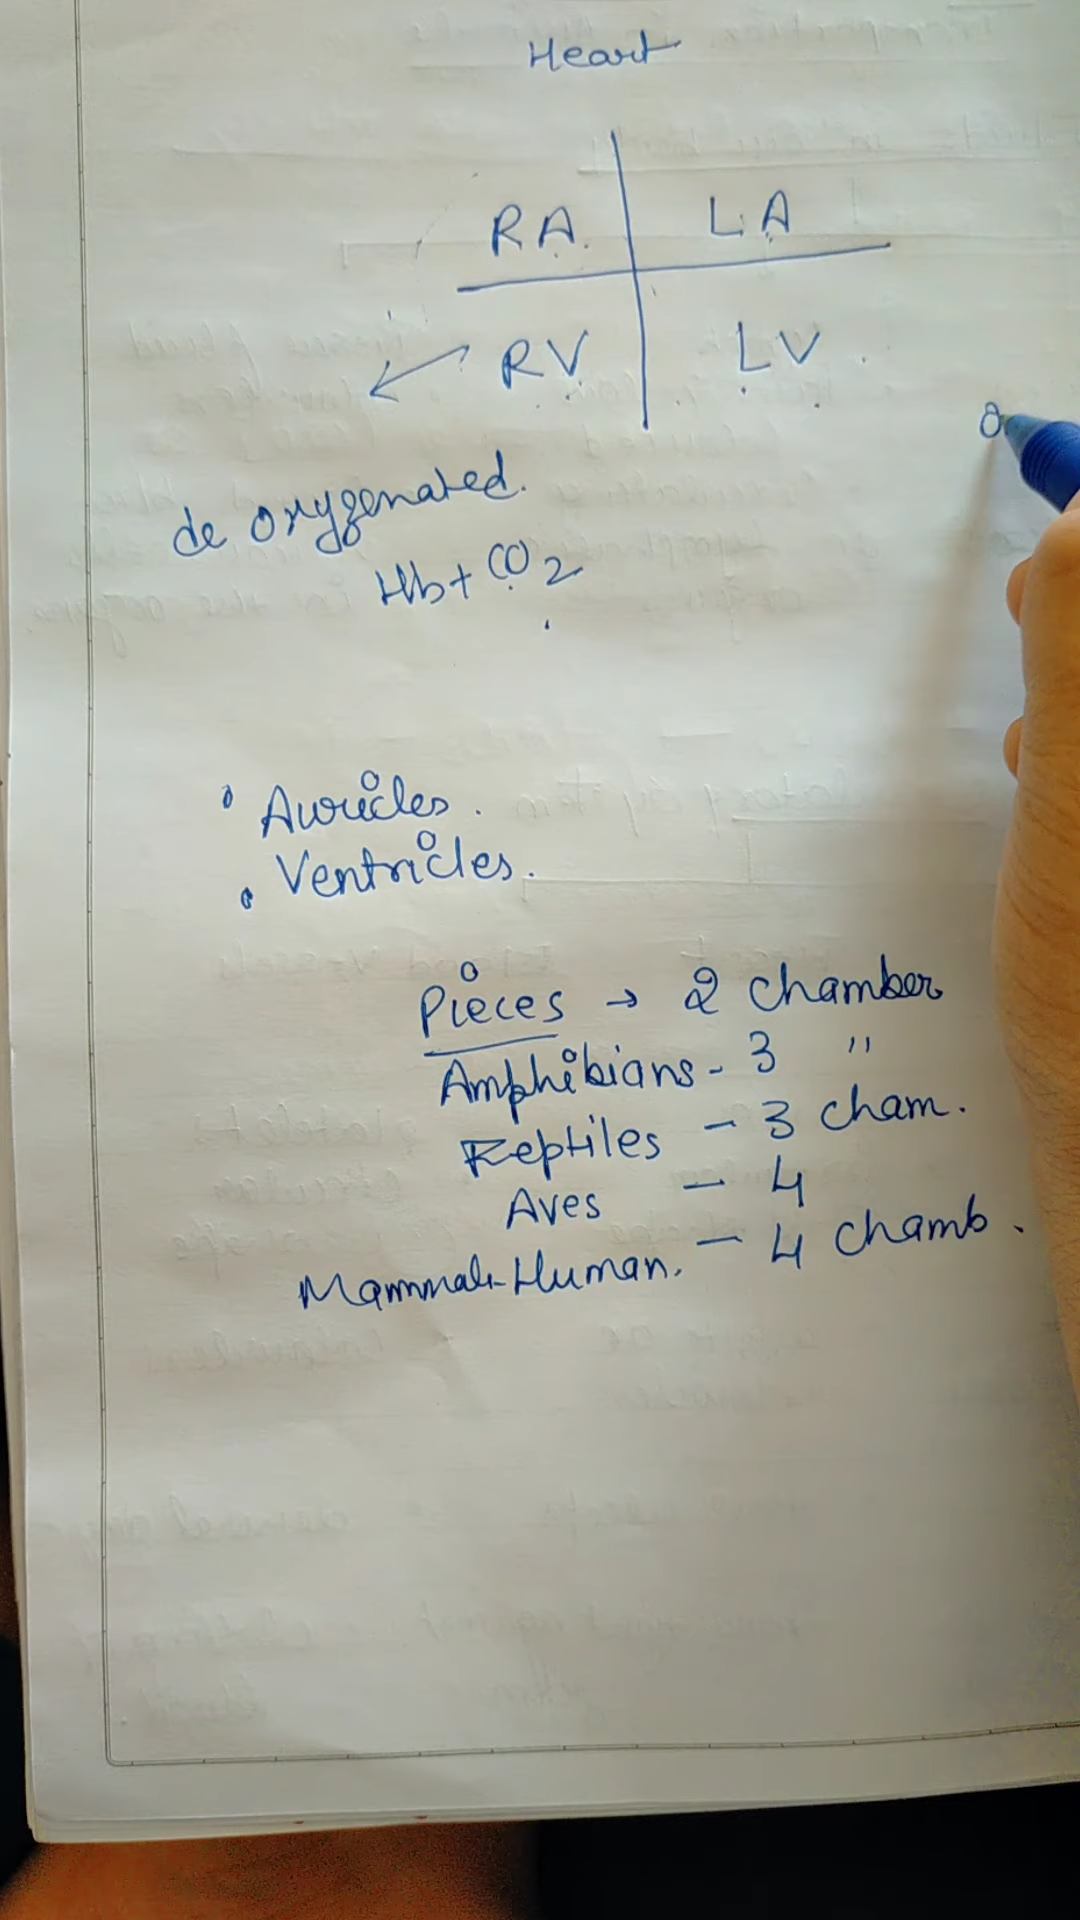 Heart
RA. LA
RV LV
de oxygenated.
Hb + CO2
Auricles.
Ventricles.
Pieces → 2 chamber
Amphibians - 3 "
Reptiles - 3 cham.
Aves - 4
Mammals-Human. - 4 chamb.